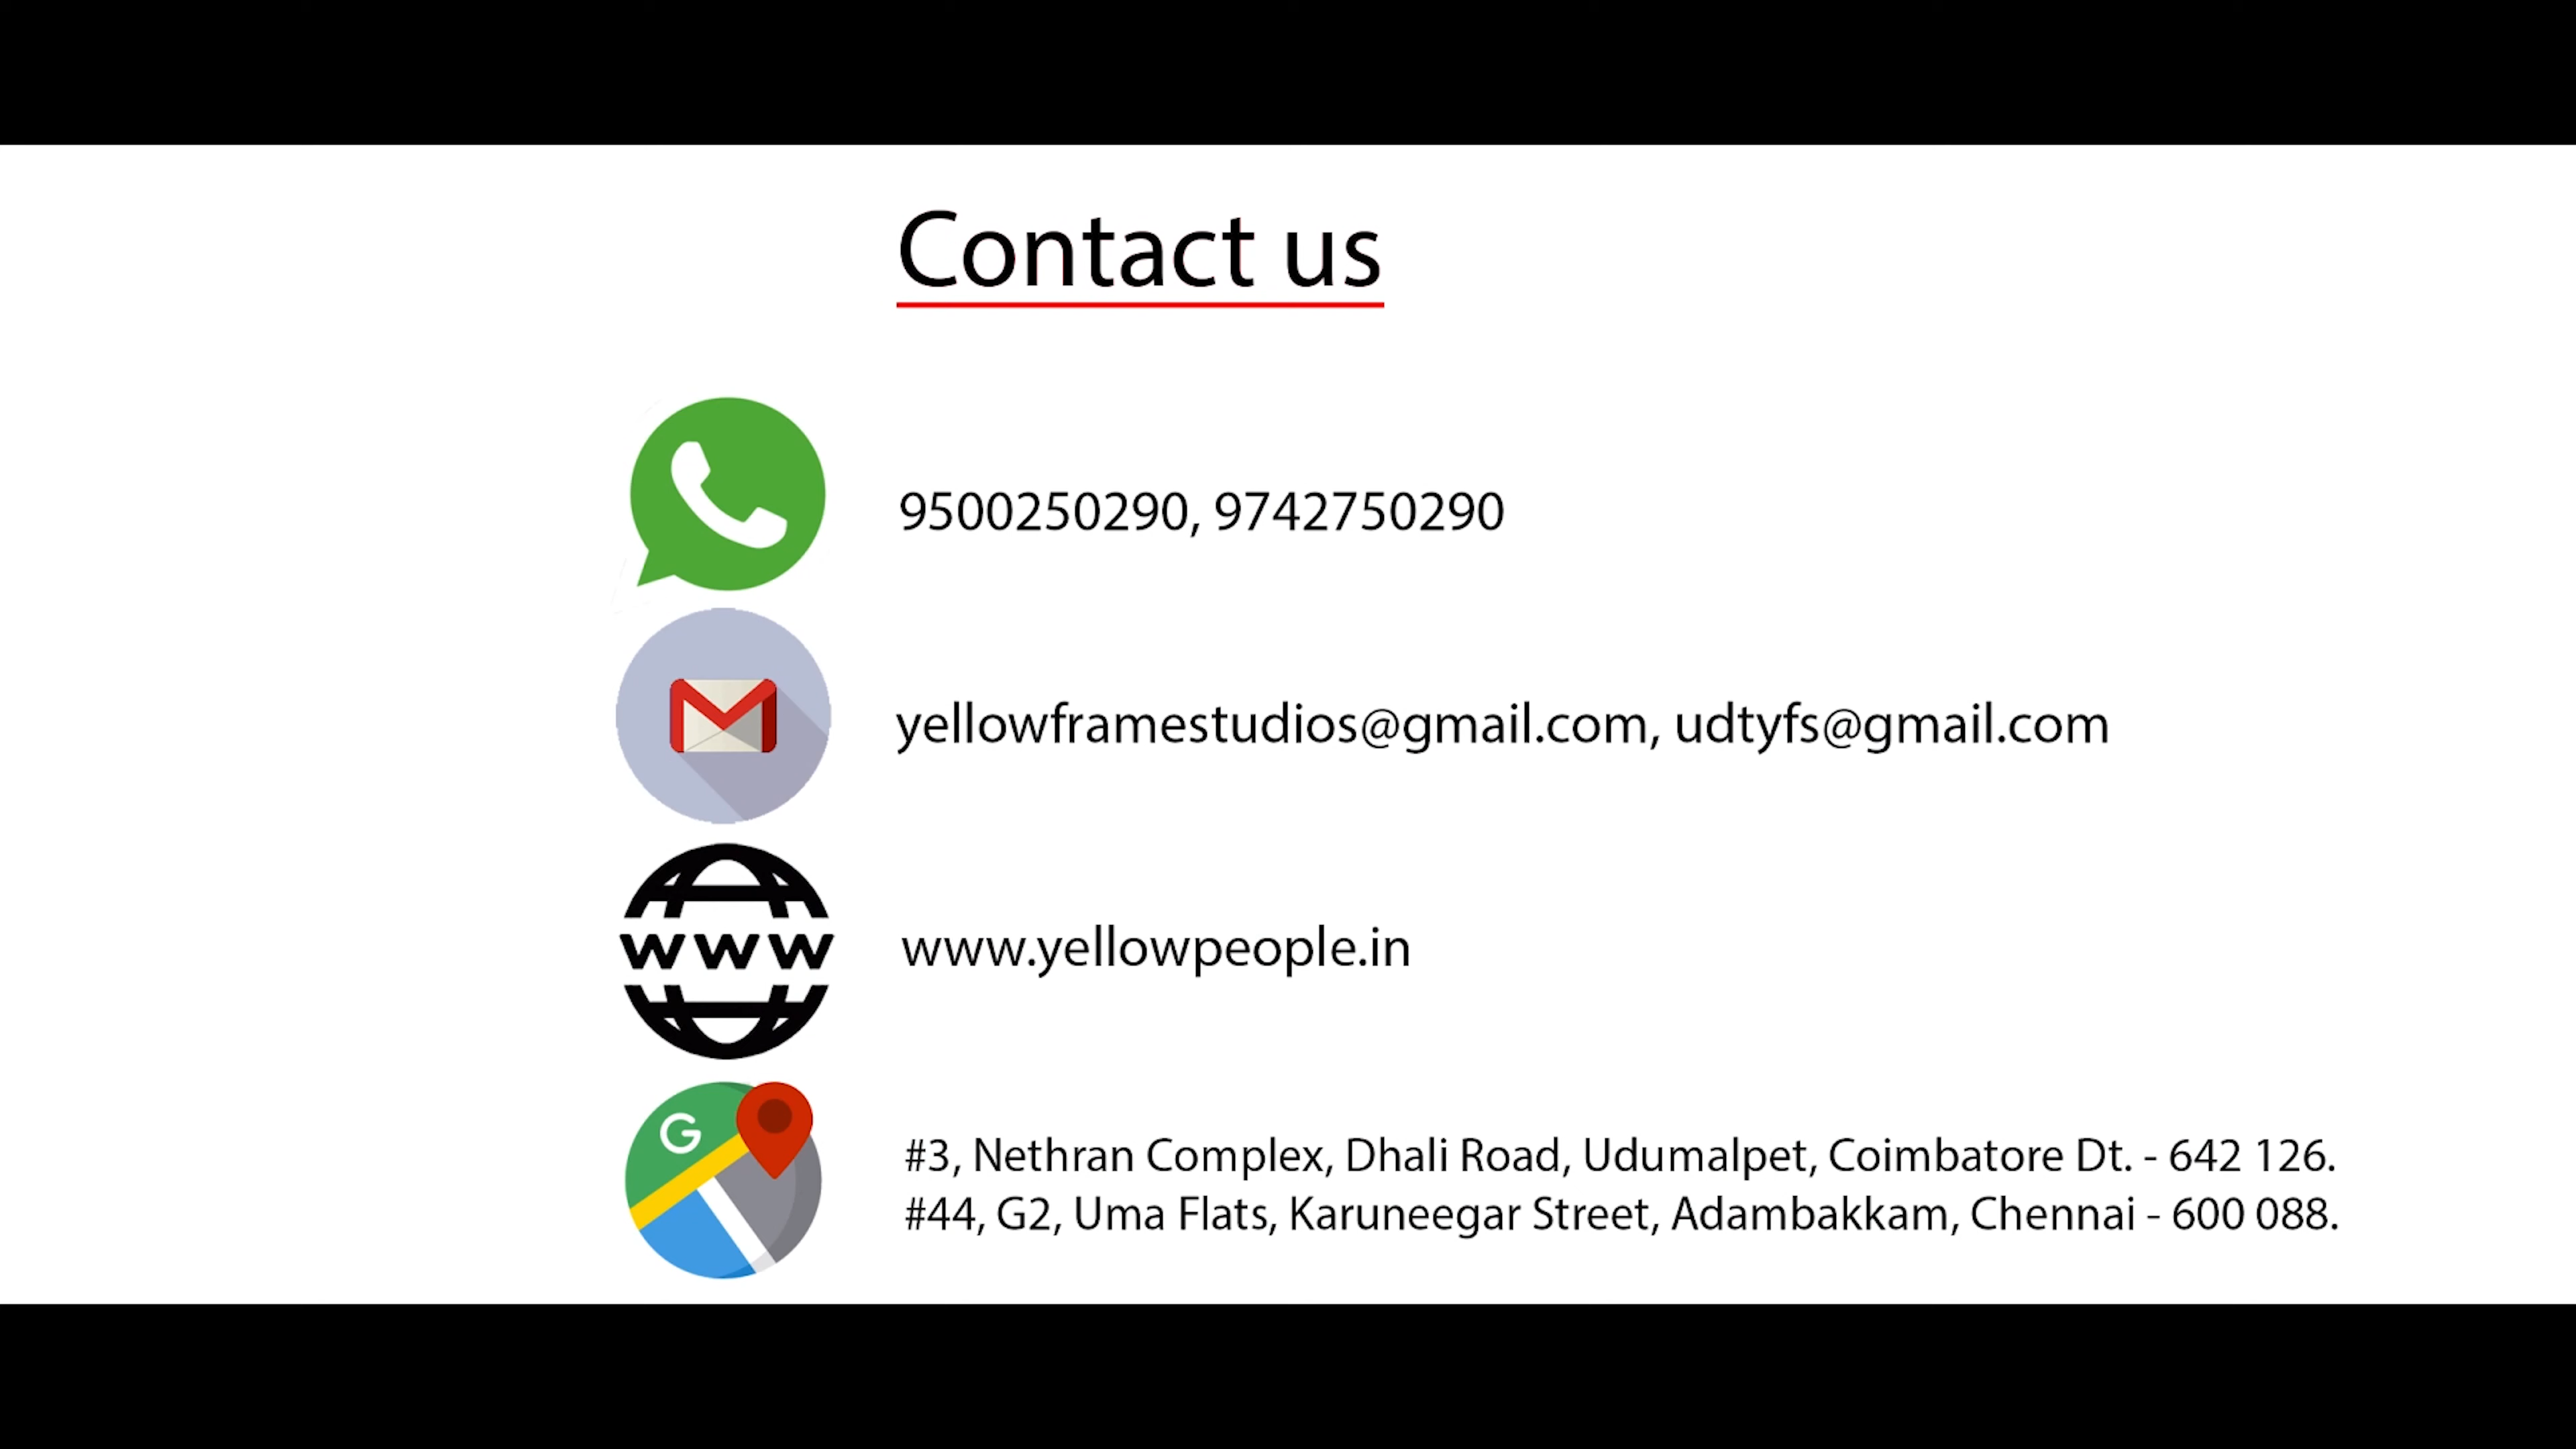 Contact us
9500250290, 9742750290
yellowframestudios@gmail.com, udtyfs@gmail.com
www
www.yellowpeople.in
G
#3, Nethran Complex, Dhali Road, Udumalpet, Coimbatore Dt. - 642 126.
#44, G2, Uma Flats, Karuneegar Street, Adambakkam, Chennai - 600 088.